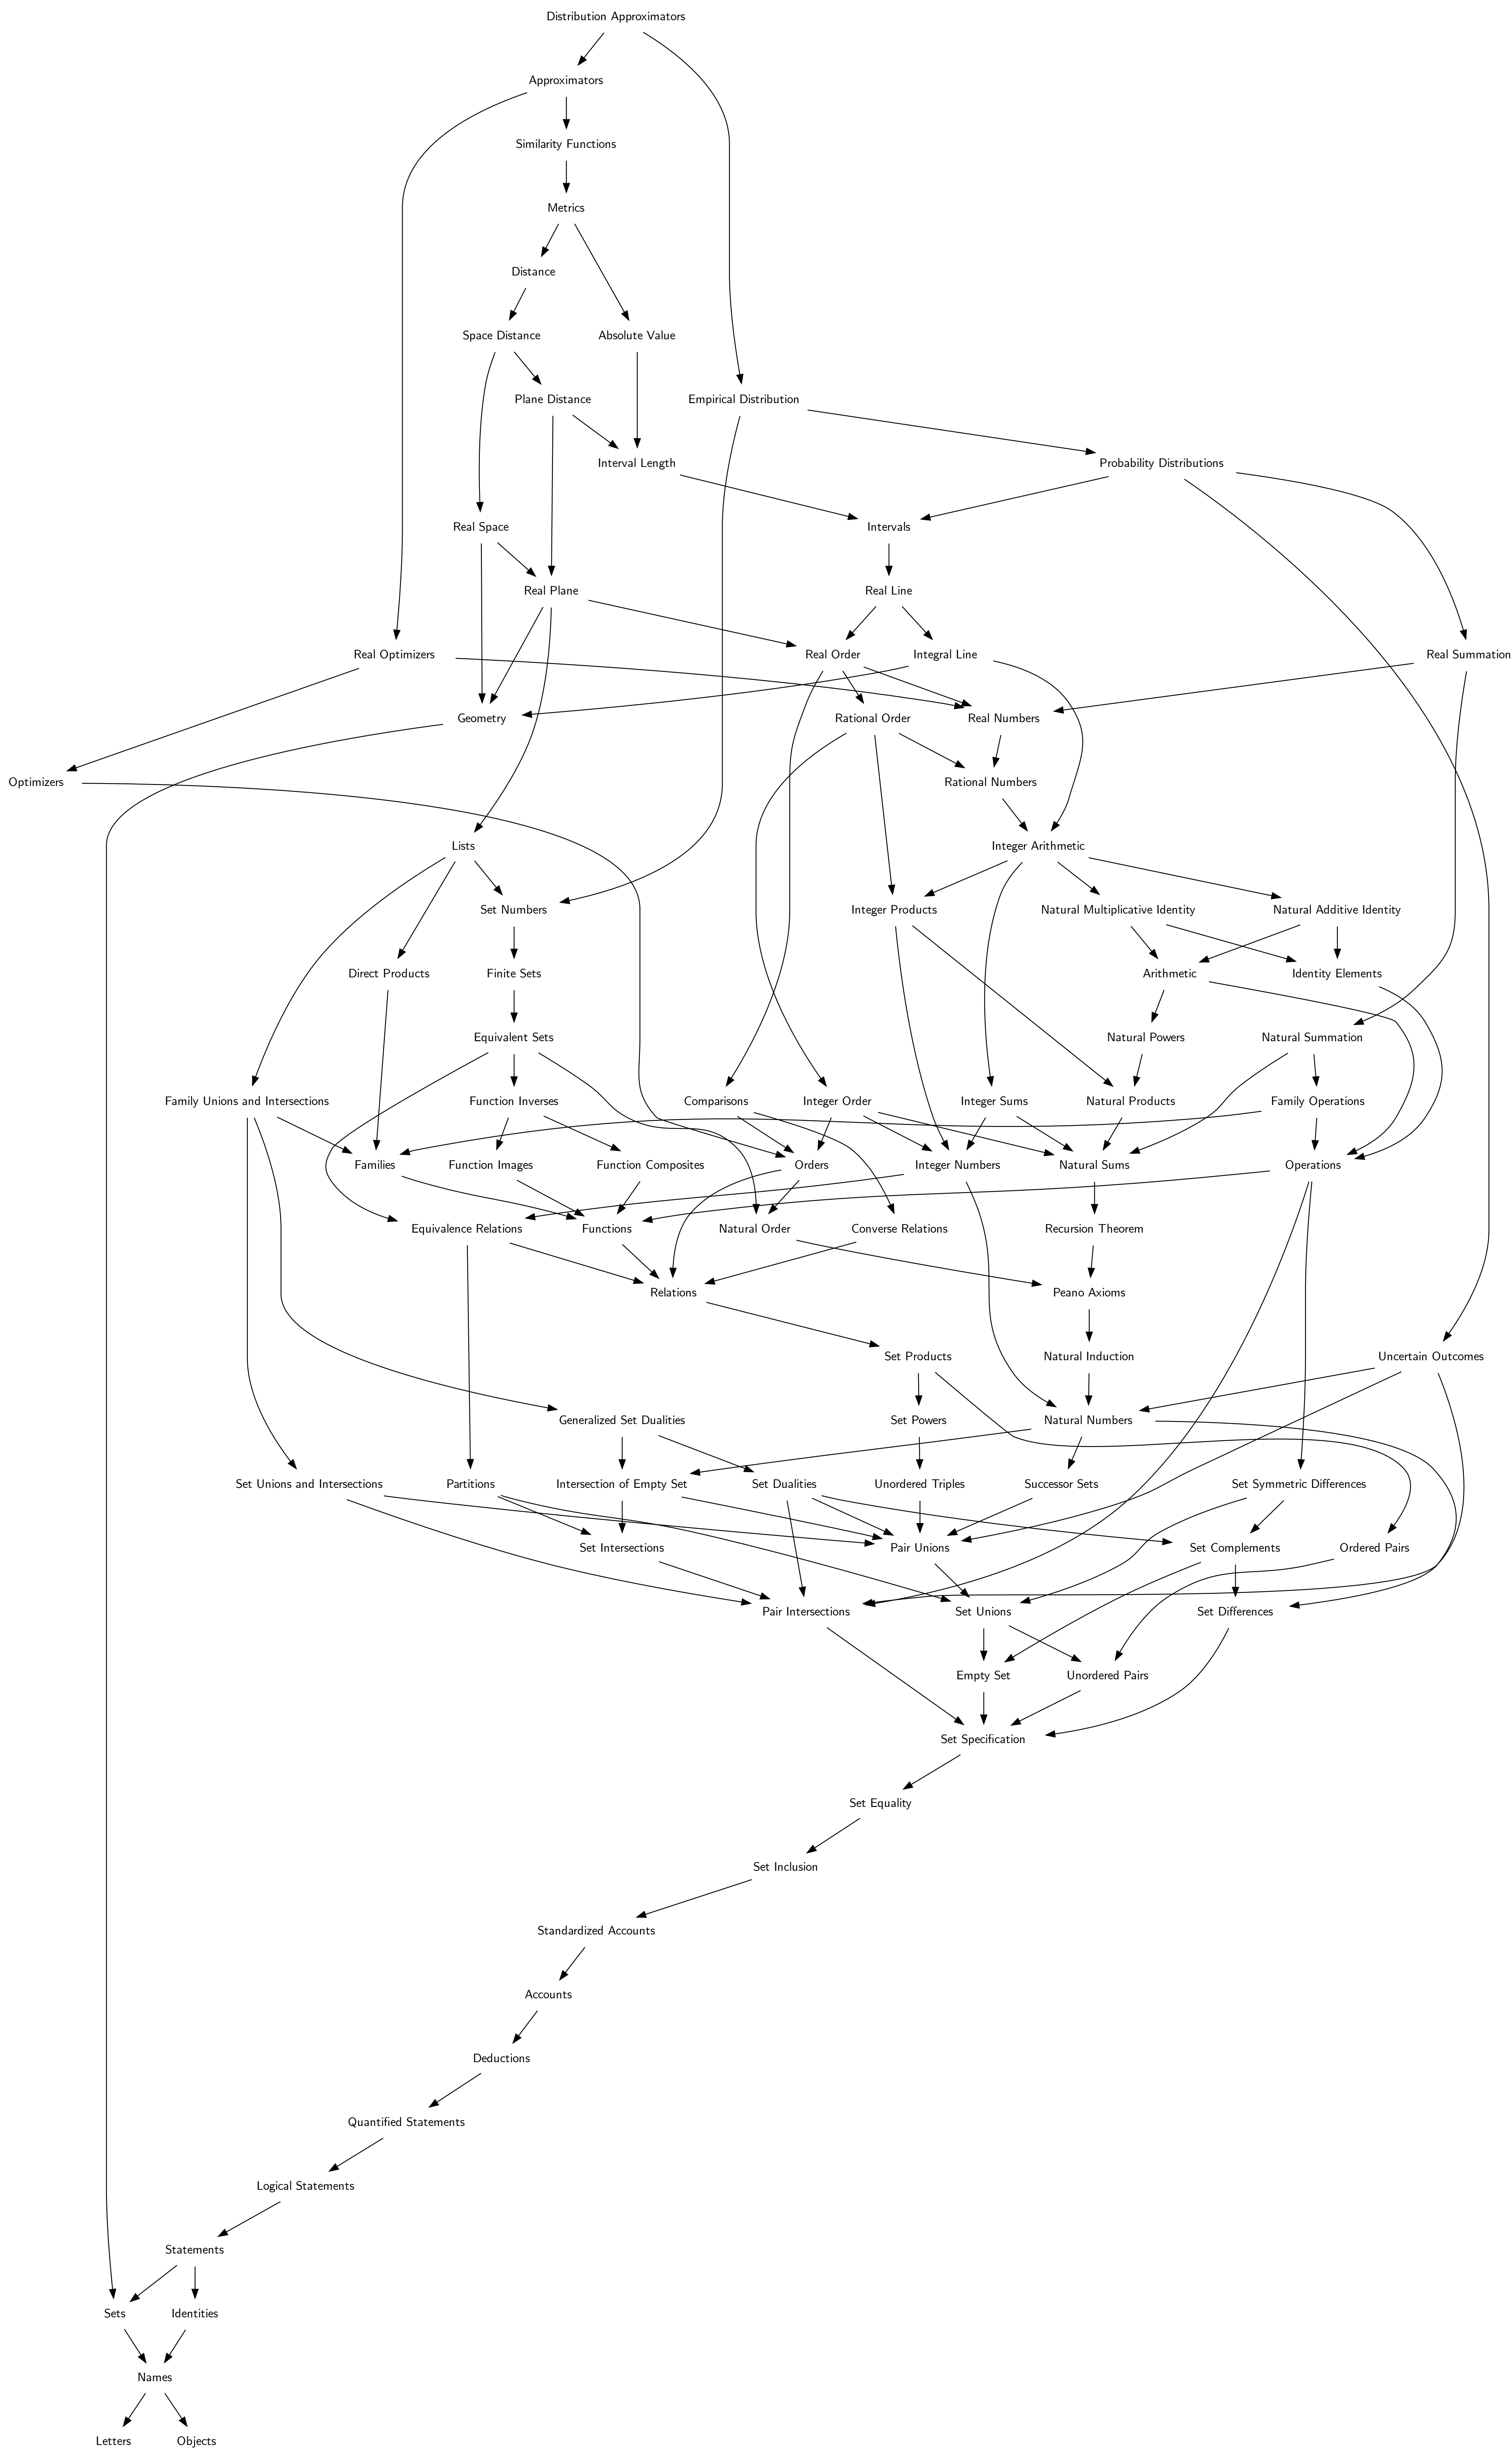 Distribution Approximators
Approximators
Similarity Functions
Metrics
Distance
Space Distance
Absolute Value
Plane Distance
Empirical Distribution
Interval Length
Probability Distributions
Real Space
Intervals
Real Plane
Real Line
Real Optimizers
Real Order
Integral Line
Real Summation
Geometry
Rational Order
Real Numbers
Optimizers
Rational Numbers
Lists
Integer Arithmetic
Set Numbers
Integer Products
Natural Multiplicative Identity
Natural Additive Identity
Direct Products
Finite Sets
Arithmetic
Identity Elements
Equivalent Sets
Natural Powers
Natural Summation
Family Unions and Intersections
Function Inverses
Comparisons
Integer Order
Integer Sums
Natural Products
Family Operations
Families
Function Images
Function Composites
Orders
Integer Numbers
Natural Sums
Operations
Equivalence Relations
Functions
Natural Order
Converse Relations
Recursion Theorem
Relations
Peano Axioms
Set Products
Natural Induction
Uncertain Outcomes
Generalized Set Dualities
Set Powers
Natural Numbers
Set Unions and Intersections
Partitions
Intersection of Empty Set
Set Dualities
Unordered Triples
Successor Sets
Set Symmetric Differences
Set Intersections
Pair Unions
Set Complements
Ordered Pairs
Pair Intersections
Set Unions
Set Differences
Empty Set
Unordered Pairs
Set Specification
Set Equality
Set Inclusion
Standardized Accounts
Accounts
Deductions
Quantified Statements
Logical Statements
Statements
Sets
Identities
Names
Letters
Objects